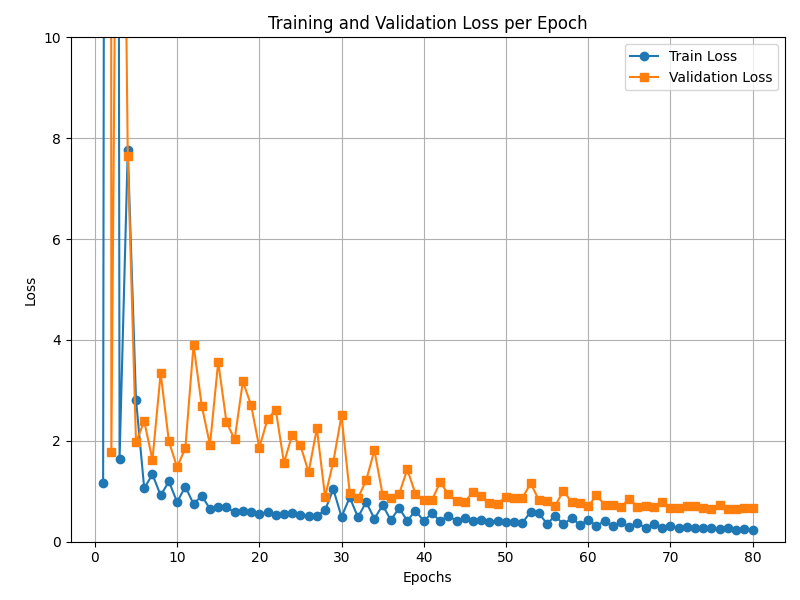 Training and Validation Loss per Epoch
Train Loss
Validation Loss
Loss
10
8
6
4
2
0
0 10 20 30 40 50 60 70 80
Epochs